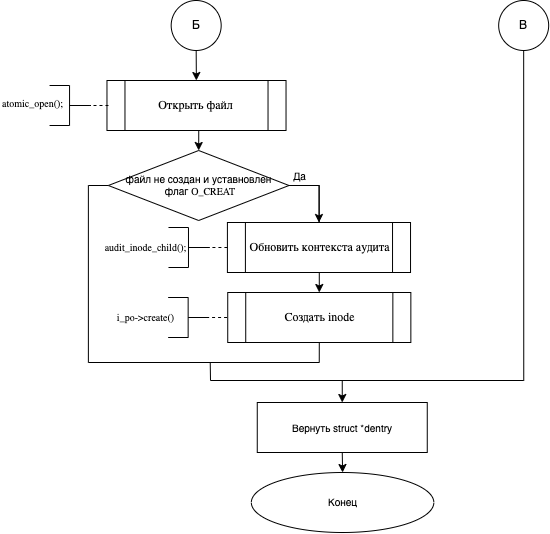 Б
В
atomic_open();
Открыть файл
файл не создан и уставновлен
флаг O_CREAT
Да
audit_inode_child();
Обновить контекста аудита
i_po->create()
Создать inode
Вернуть struct *dentry
Конец